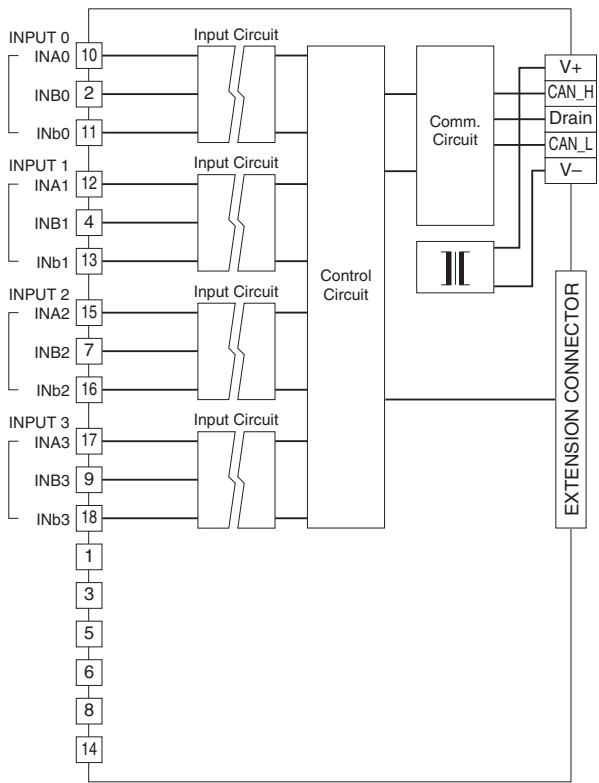 INPUT 0
INA0 10
INB0 2
INb0 11
Input Circuit
INPUT 1
INA1 12
INB1 4
INb1 13
Input Circuit
INPUT 2
INA2 15
INB2 7
INb2 16
Input Circuit
INPUT 3
INA3 17
INB3 9
INb3 18
Input Circuit
1
3
5
6
8
14
Control
Circuit
Comm.
Circuit
V+
CAN_H
Drain
CAN_L
V–
EXTENSION CONNECTOR